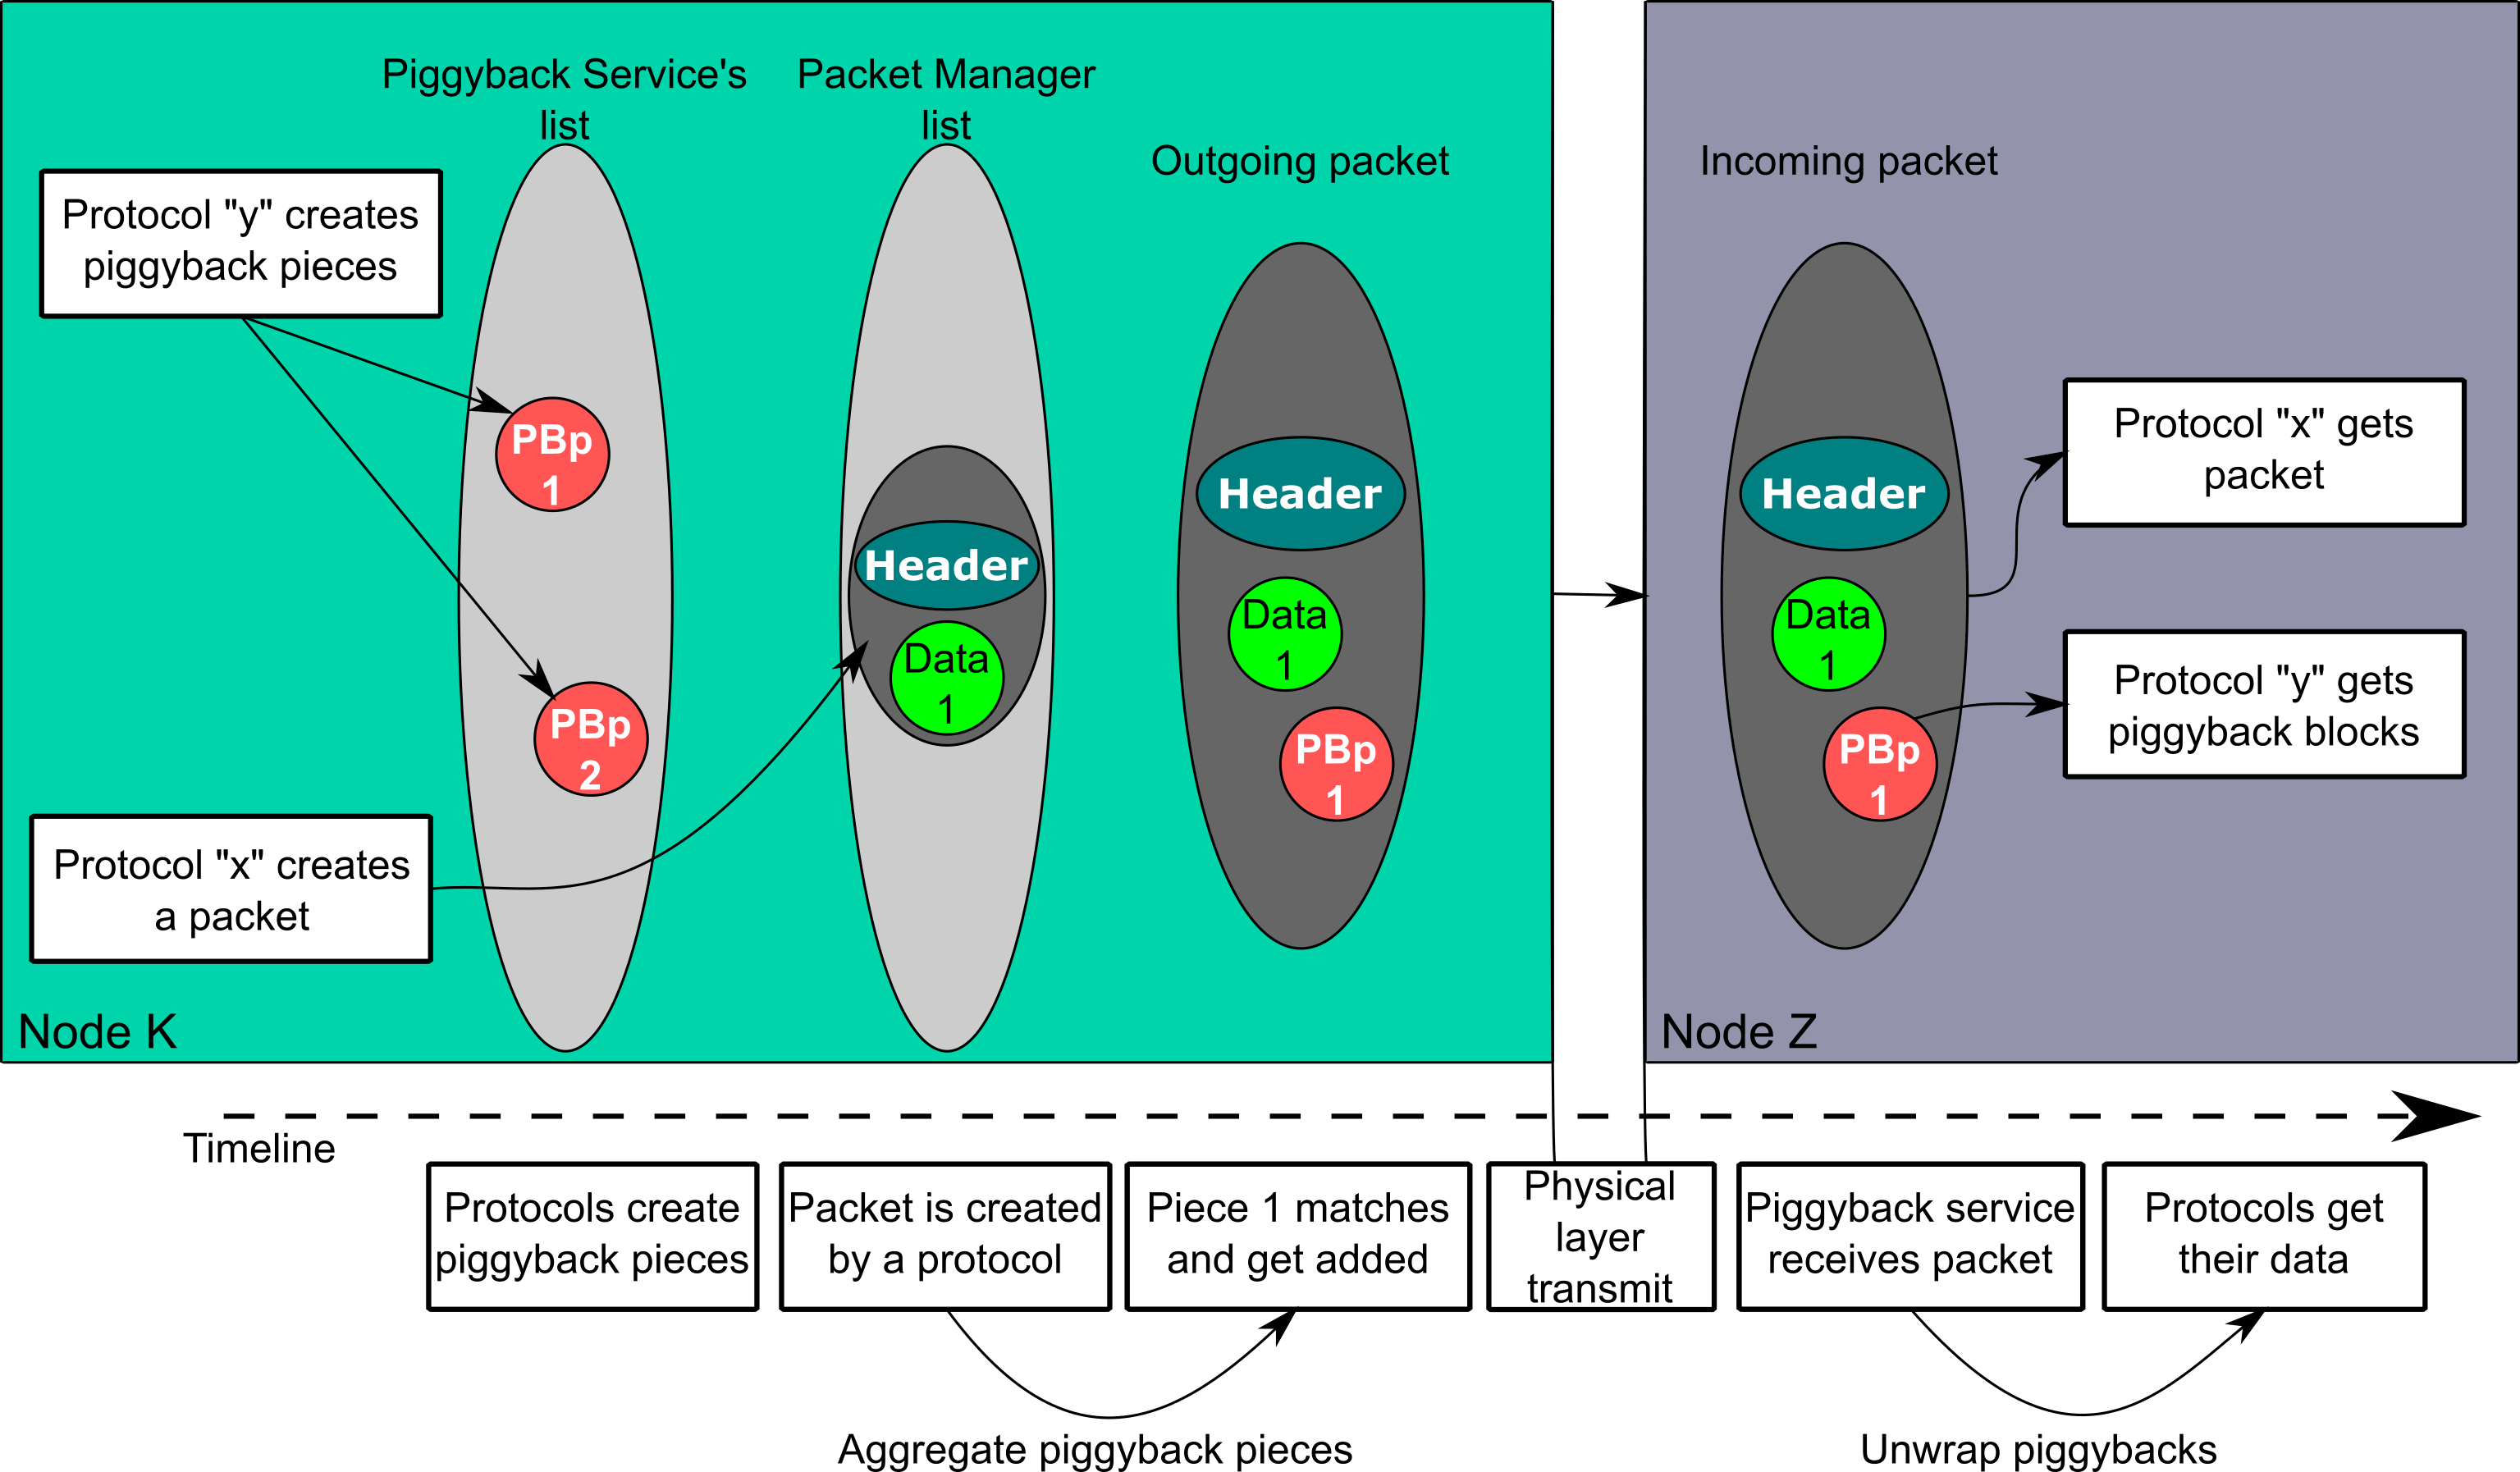 Piggyback Service's
list
Packet Manager
list
Outgoing packet
Incoming packet
Protocol "y" creates
piggyback pieces
PBp
1
PBp
2
Protocol "x" creates
a packet
Header
Data
1
Header
Data
1
PBp
1
Header
Data
1
PBp
1
Protocol "x" gets
packet
Protocol "y" gets
piggyback blocks
Node K
Node Z
Timeline
Protocols create
piggyback pieces
Packet is created
by a protocol
Piece 1 matches
and get added
Physical
layer
transmit
Piggyback service
receives packet
Protocols get
their data
Aggregate piggyback pieces
Unwrap piggybacks